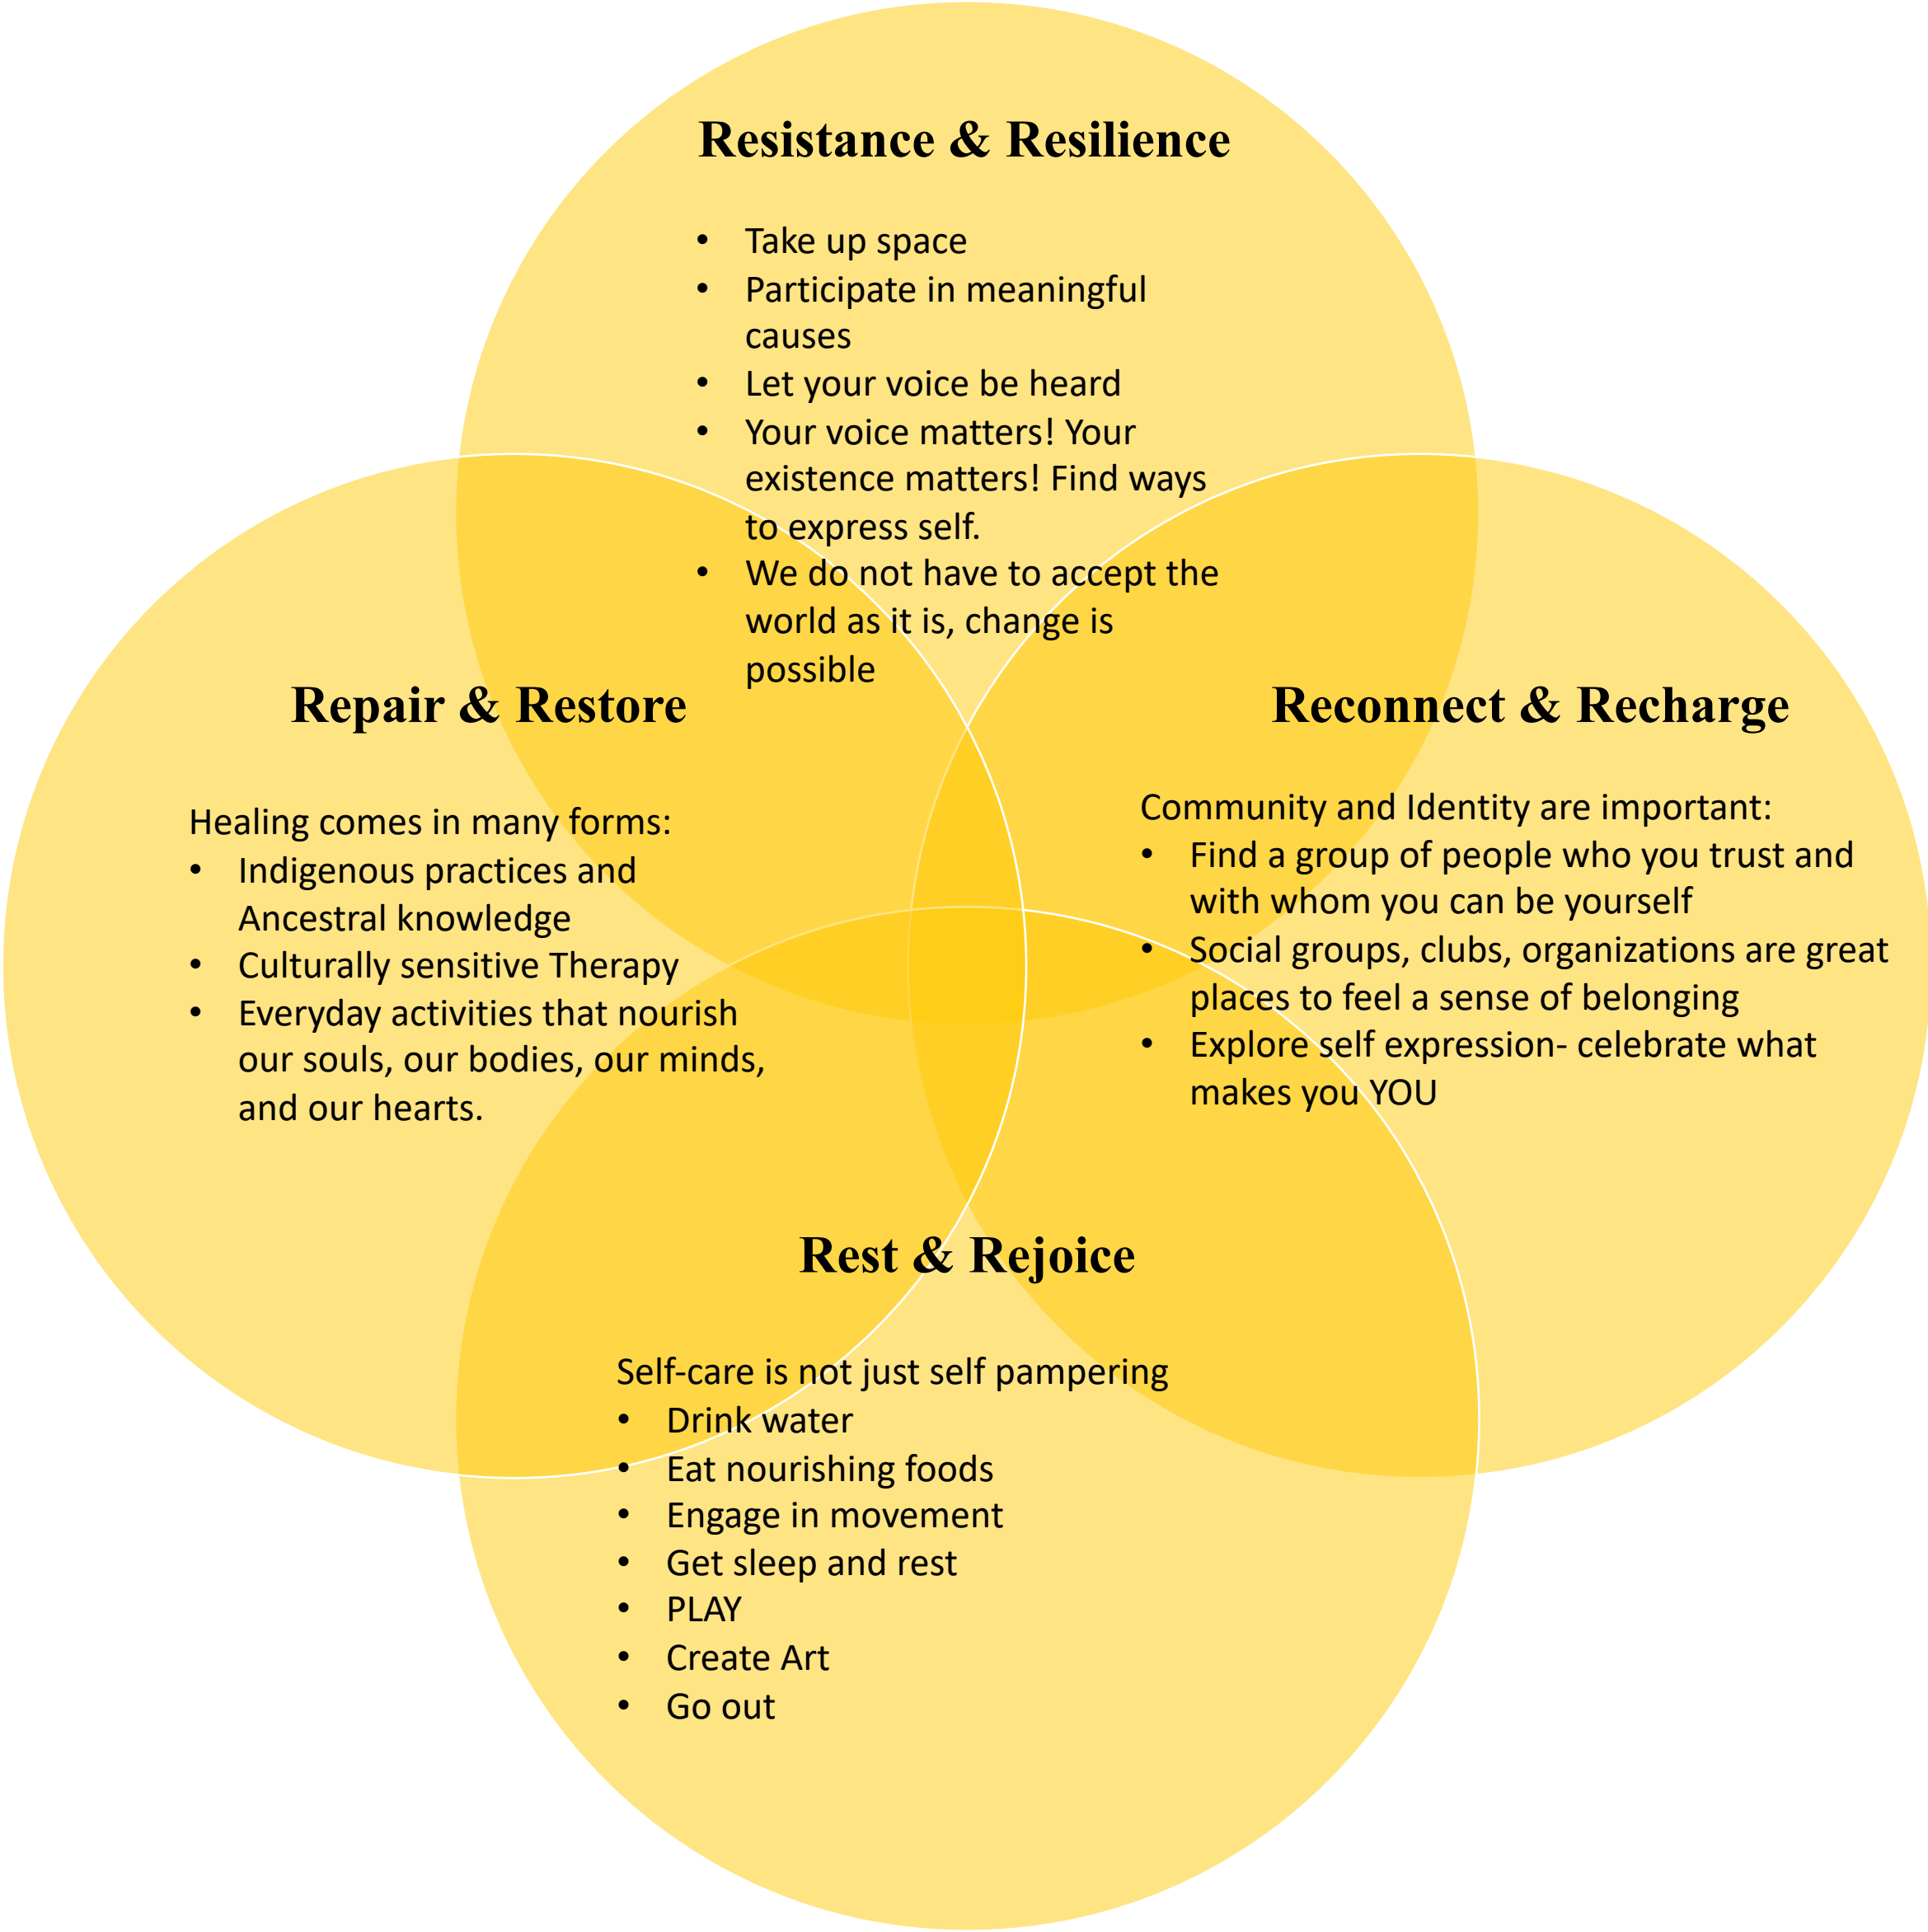 Resistance & Resilience
• Take up space
• Participate in meaningful
causes
• Let your voice be heard
• Your voice matters! Your
existence matters! Find ways
to express self.
• We do not have to accept the
world as it is, change is
possible
Repair & Restore
Healing comes in many forms:
• Indigenous practices and
Ancestral knowledge
• Culturally sensitive Therapy
• Everyday activities that nourish
our souls, our bodies, our minds,
and our hearts.
Reconnect & Recharge
Community and Identity are important:
• Find a group of people who you trust and
with whom you can be yourself
• Social groups, clubs, organizations are great
places to feel a sense of belonging
• Explore self expression- celebrate what
makes you YOU
Rest & Rejoice
Self-care is not just self pampering
• Drink water
• Eat nourishing foods
• Engage in movement
• Get sleep and rest
• PLAY
• Create Art
• Go out